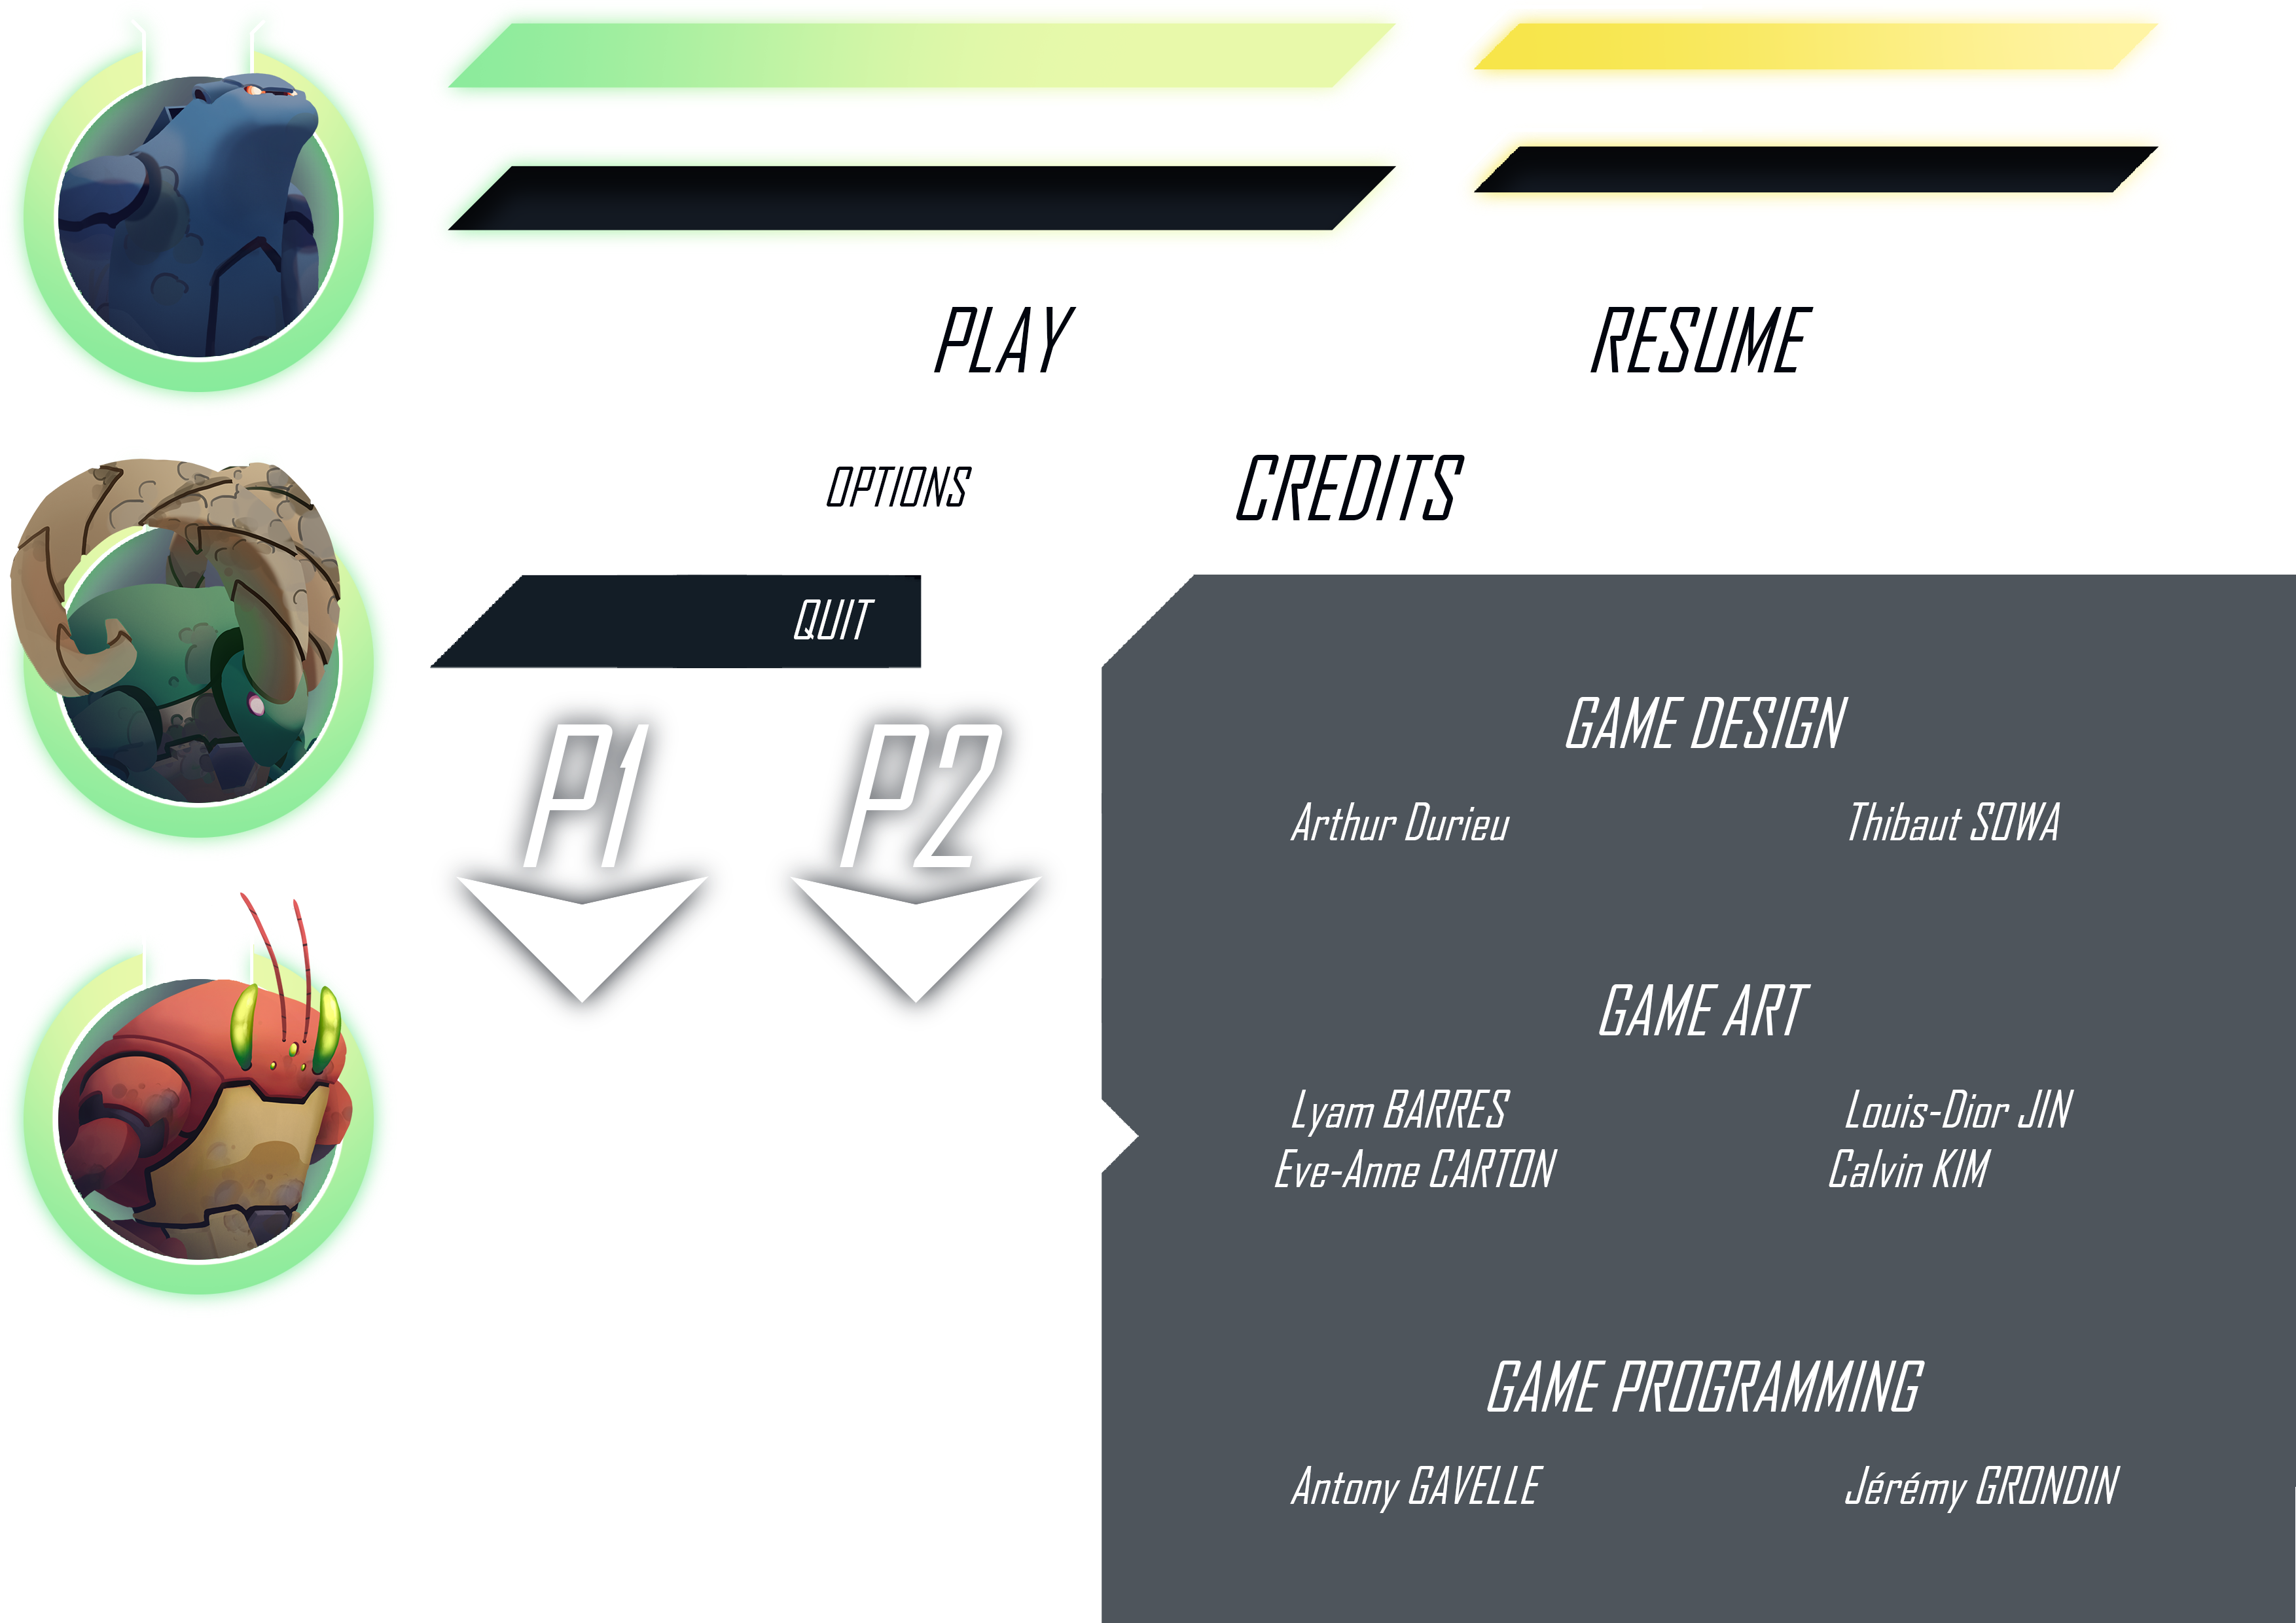 PLAY
RESUME
OPTIONS
CREDITS
QUIT
P1
P2
GAME DESIGN
Arthur Durieu
Thibaut SOWA
GAME ART
Lyam BARRES
Louis-Dior JIN
Eve-Anne CARTON
Calvin KIM
GAME PROGRAMMING
Antony GAVELLE
Jérémy GRONDIN